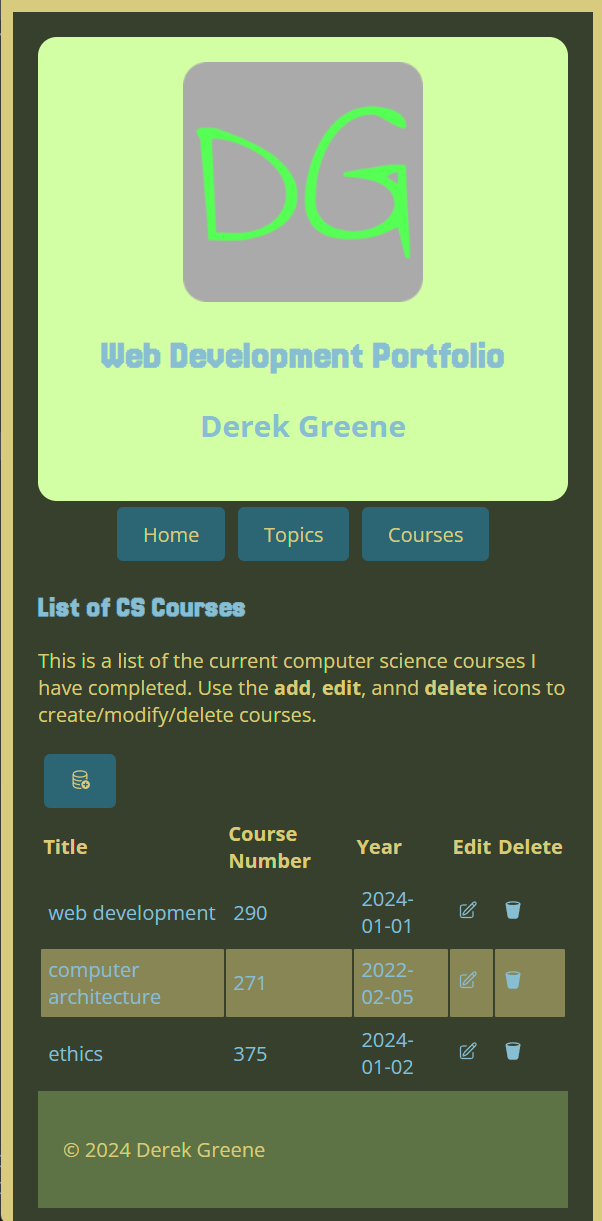 DG
Web Development Portfolio
Derek Greene
Home Topics Courses
List of CS Courses
This is a list of the current computer science courses I
have completed. Use the add, edit, annd delete icons to
create/modify/delete courses.
Title Course Number Year Edit Delete
web development 290 2024-01-01
computer architecture 271 2022-02-05
ethics 375 2024-01-02
© 2024 Derek Greene